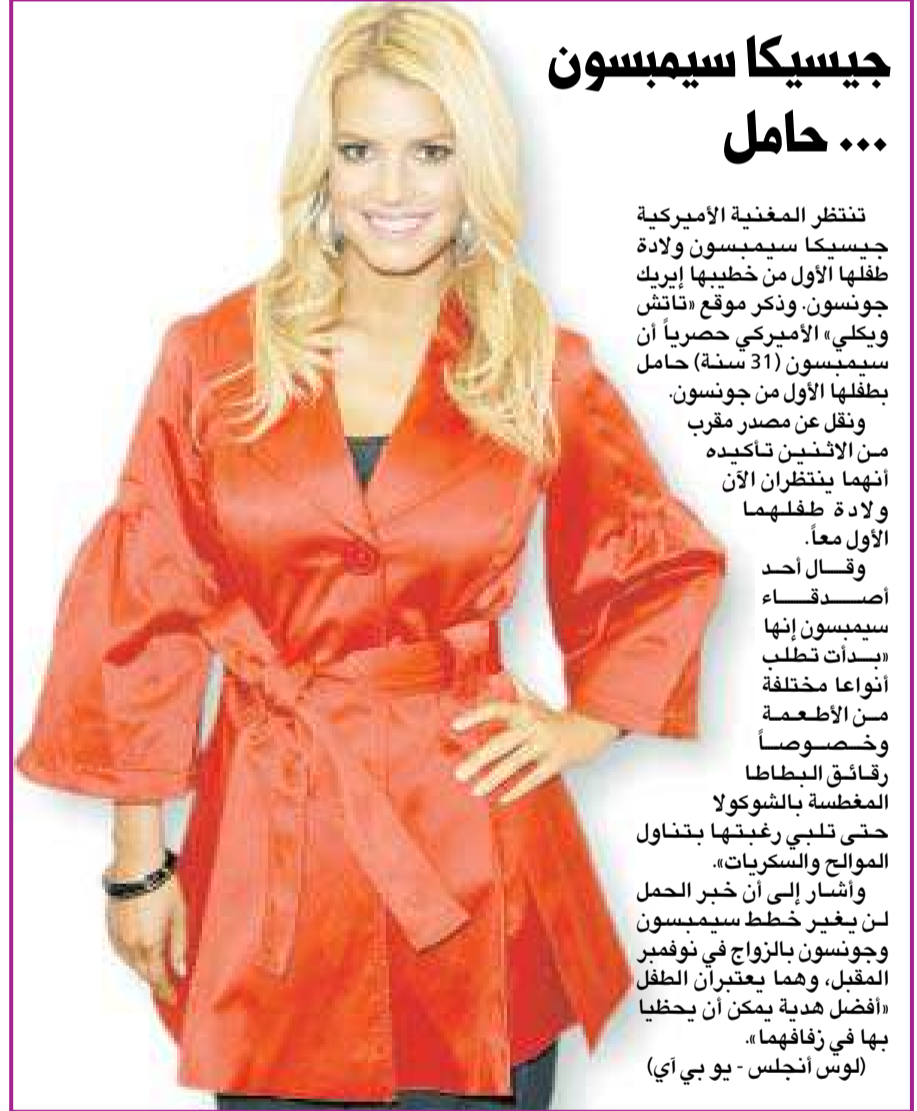 جيسيكا سيمبسون
... حامل
تنتظر المغنية الأميركية
جيسيكا سيمبسون ولادة
طفلها الأول من خطيبها إيريك
جونسون. وذكر موقع «تاتش
ويكلي» الأميركي حصرياً أن
سيمبسون (31 سنة) حامل
بطفلها الأول من جونسون.
ونقل عن مصدر مقرب
من الاثنين تأكيده
أنهما ينتظران الآن
ولادة طفلهما
الأول معاً.
وقال أحد
أصدقاء
سيمبسون إنها
«بدأت تطلب
أنواعا مختلفة
من الأطعمة
وخصوصاً
رقائق البطاطا
المغطسة بالشوكولا
حتى تلبي رغبتها بتناول
الموالح والسكريات».
وأشار إلى أن خبر الحمل
لن يغير خطط سيمبسون
وجونسون بالزواج في نوفمبر
المقبل، وهما يعتبران الطفل
«أفضل هدية يمكن أن يحظيا
بها في زفافهما».
(لوس أنجلس - يو بي آي)